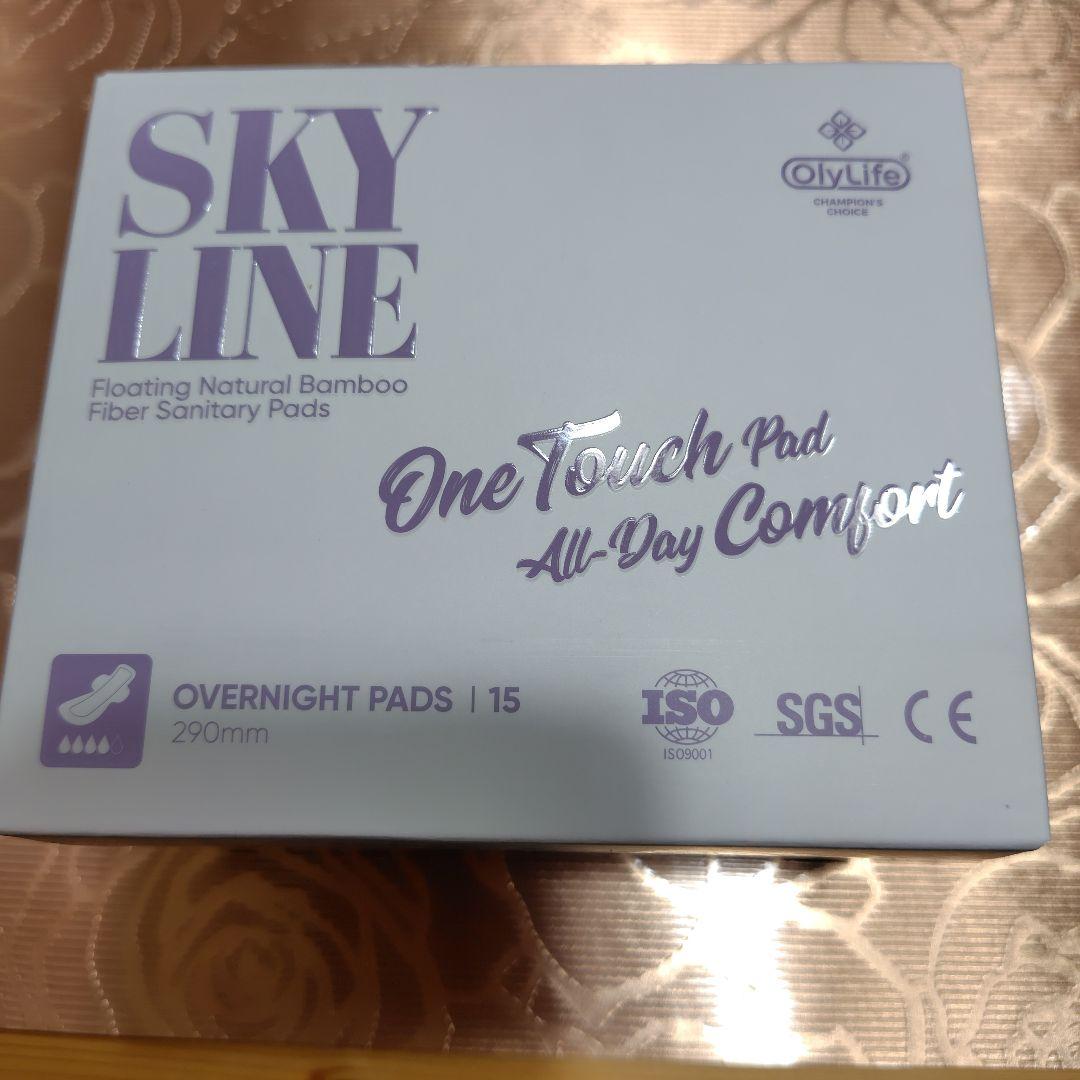 SKY
LINE
Floating Natural Bamboo
Fiber Sanitary Pads
OlyLife®
CHAMPION'S
CHOICE
One Touch Pad
All-Day Comfort
OVERNIGHT PADS | 15
290mm
ISO
ISO9001
SGS
CE